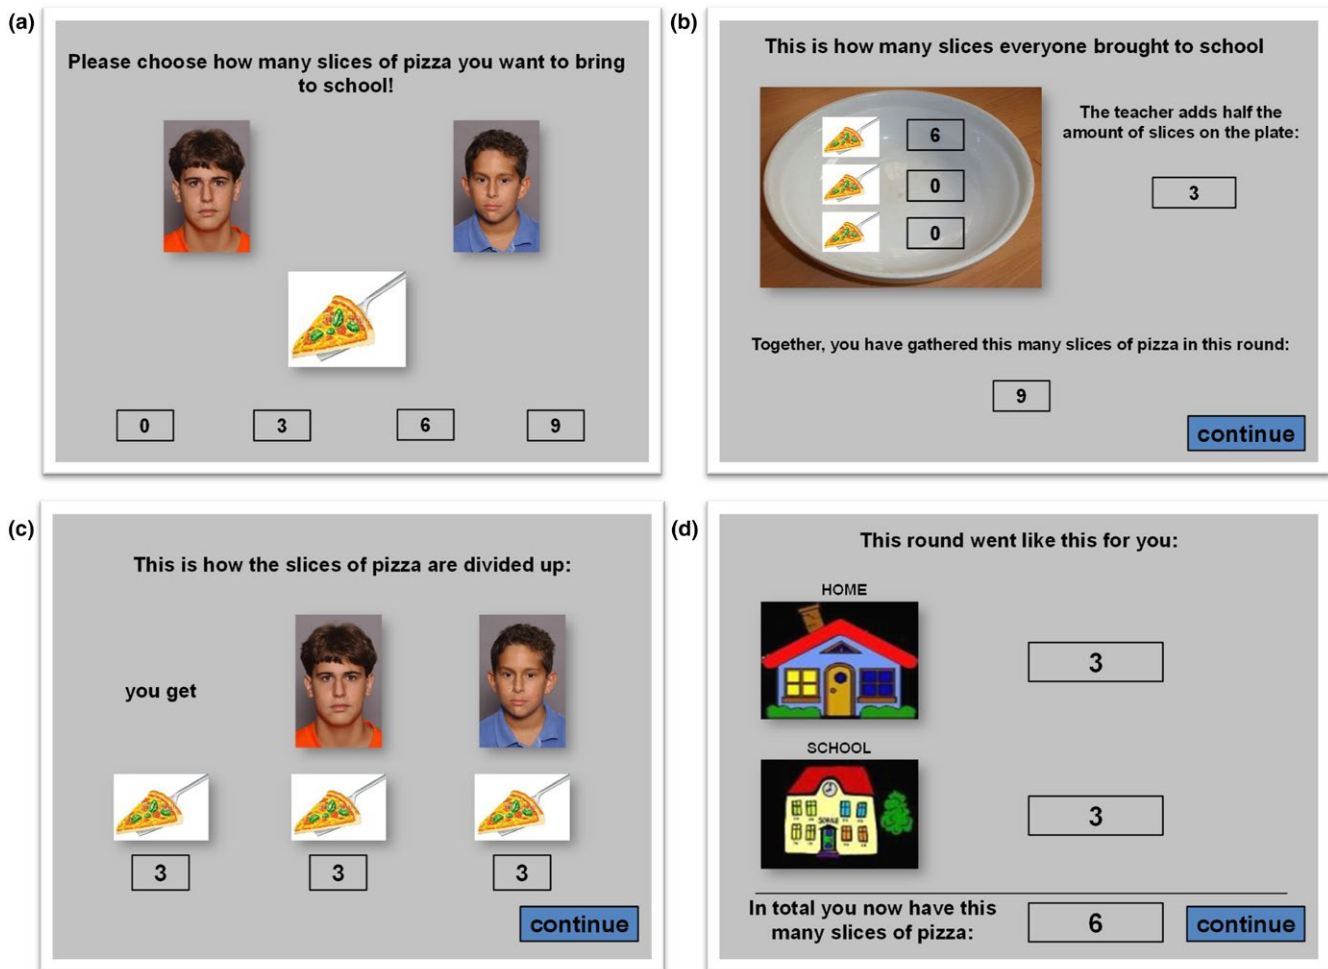 (a)
Please choose how many slices of pizza you want to bring
to school!
0 3 6 9
(b)
This is how many slices everyone brought to school
6
0
0
The teacher adds half the
amount of slices on the plate:
3
Together, you have gathered this many slices of pizza in this round:
9
continue
(c)
This is how the slices of pizza are divided up:
you get
3 3 3
continue
(d)
This round went like this for you:
HOME
3
SCHOOL
SCHULE
3
In total you now have this
many slices of pizza:
6
continue